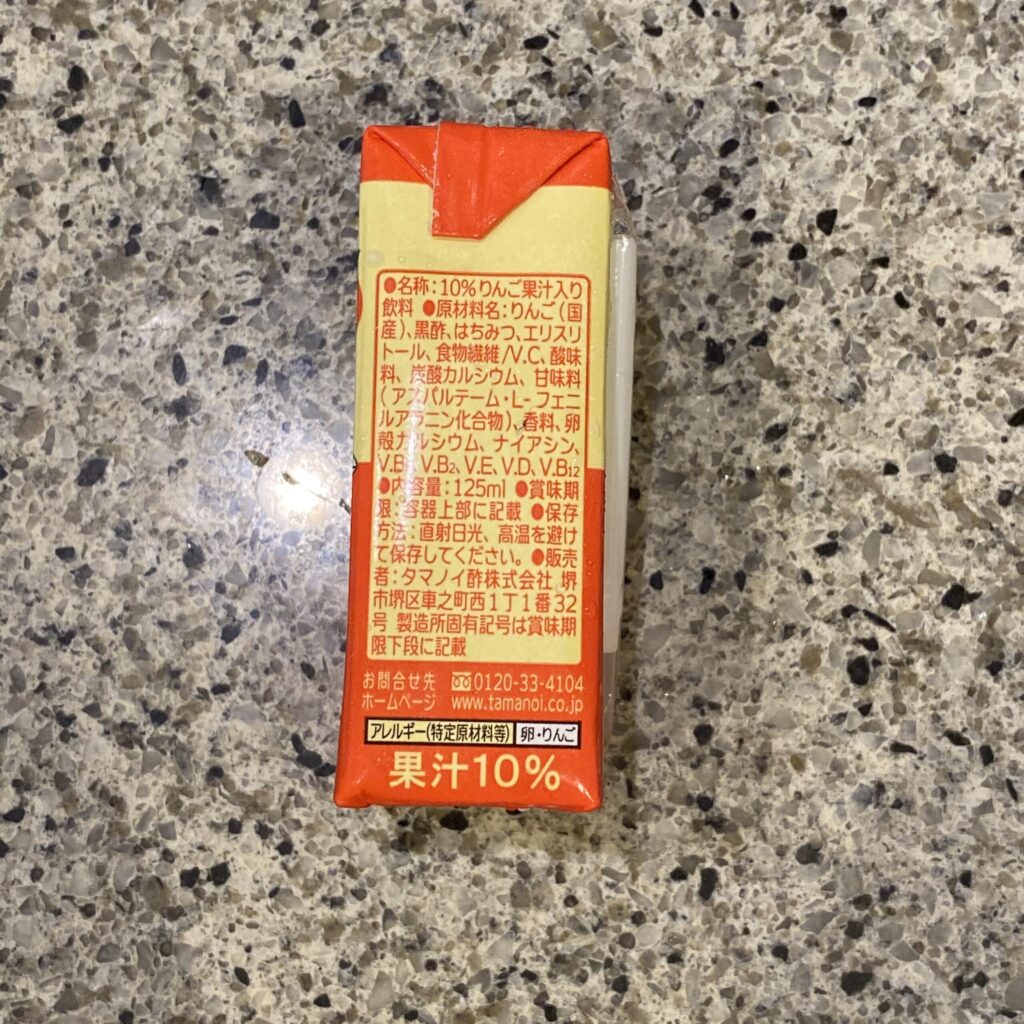 ●名称：10%りんご果汁入り
飲料 ●原材料名：りんご（国
産）、黒酢、はちみつ、エリスリ
トール、食物繊維/V.C、酸味
料、炭酸カルシウム、甘味料
（アスパルテーム・L-フェニ
ルアラニン化合物）、香料、卵
殻カルシウム、ナイアシン、
V.B₂、V.E、V.D、V.B₁₂
●内容量：125ml ●賞味期
限：容器上部に記載 ●保存
方法：直射日光、高温を避け
て保存してください。 ●販売
者：タマノイ酢株式会社 堺
市堺区車之町西1丁1番32
号 製造所固有記号は賞味期
限下段に記載
お問合せ先 0120-33-4104
ホームページ www.tamanoi.co.jp
アレルギー(特定原材料等) 卵・りんご
果汁10%